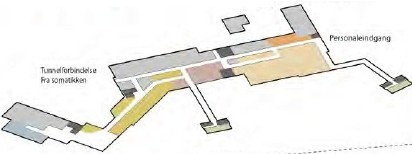 Personaleindgang
Tunnelforbindelse
Fra somatikken